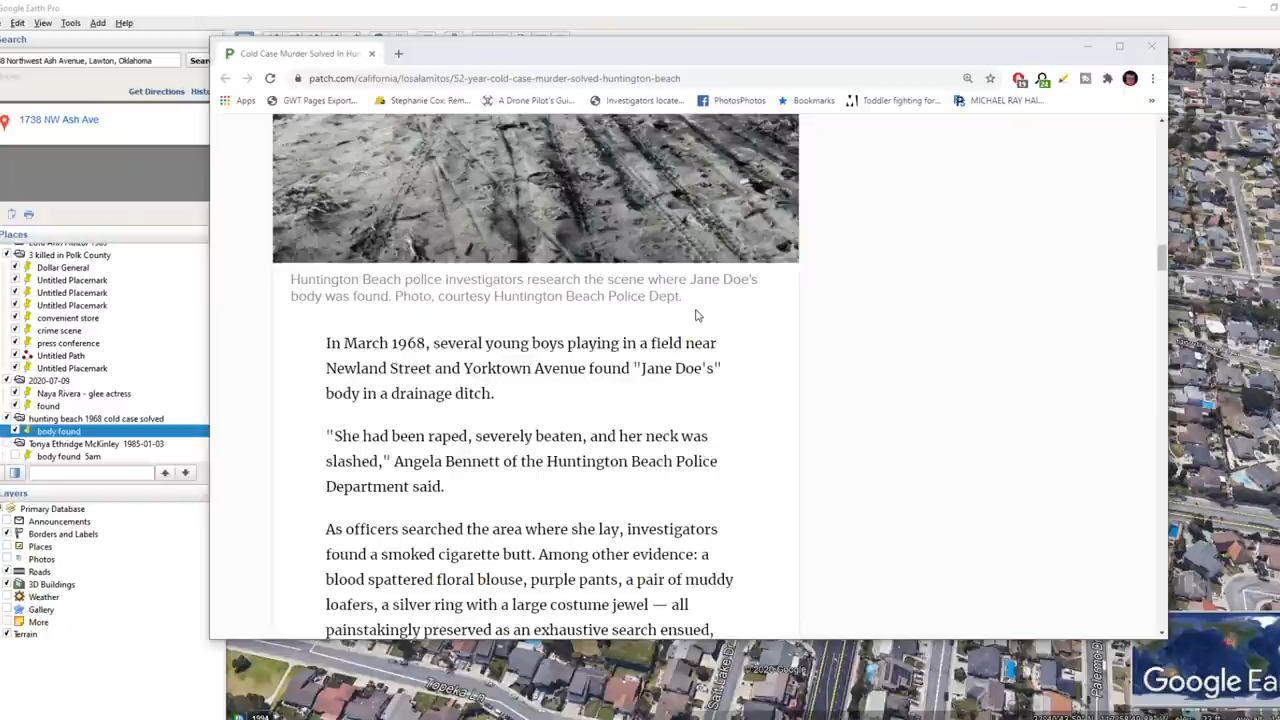 Google Earth Pro
Edit View Tools Add Help
Search
8 Northwest Ash Avenue, Lawton, Oklahoma
Get Directions
1738 NW Ash Ave
Places
3 killed in Polk County
Dollar General
Untitled Placemark
Untitled Placemark
Untitled Placemark
convenient store
crime scene
press conference
Untitled Path
Untitled Placemark
2020-07-09
Naya Rivera - glee actress
found
hunting beach 1968 cold case solved
body found
Tonya Ethridge McKinley 1985-01-03
body found 5am
Layers
Primary Database
Announcements
Borders and Labels
Places
Photos
Roads
3D Buildings
Weather
Gallery
More
Terrain
Cold Case Murder Solved In Hun
patch.com/california/losalamitos/52-year-cold-case-murder-solved-huntington-beach
Apps GWT Pages Export... Stephanie Cox: Rem... A Drone Pilot's Gui... Investigators locate... PhotosPhotos Bookmarks Toddler fighting for... MICHAEL RAY HAI...
Huntington Beach police investigators research the scene where Jane Doe's
body was found. Photo, courtesy Huntington Beach Police Dept.
In March 1968, several young boys playing in a field near
Newland Street and Yorktown Avenue found "Jane Doe's"
body in a drainage ditch.
"She had been raped, severely beaten, and her neck was
slashed," Angela Bennett of the Huntington Beach Police
Department said.
As officers searched the area where she lay, investigators
found a smoked cigarette butt. Among other evidence: a
blood spattered floral blouse, purple pants, a pair of muddy
loafers, a silver ring with a large costume jewel — all
painstakingly preserved as an exhaustive search ensued,
Topeka Ln
Salt Lake Dr
Palermo
© 2020 Google
1994
Google Ea